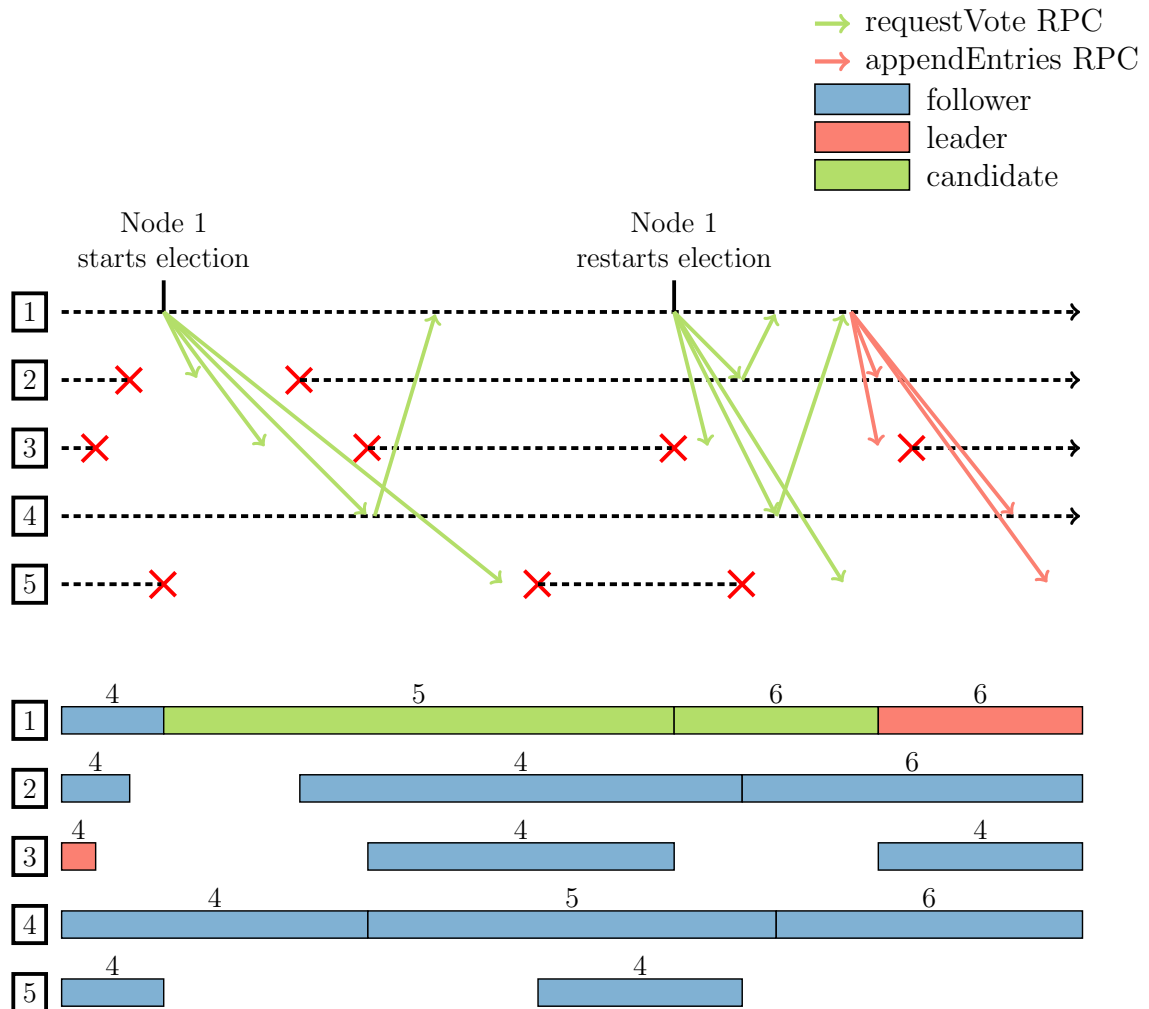 requestVote RPC
appendEntries RPC
follower
leader
candidate
Node 1
starts election
Node 1
restarts election
1
2
3
4
5
4 5 6 6
1
4 4 6
2
4 4 4
3
4 5 6
4
4 4
5